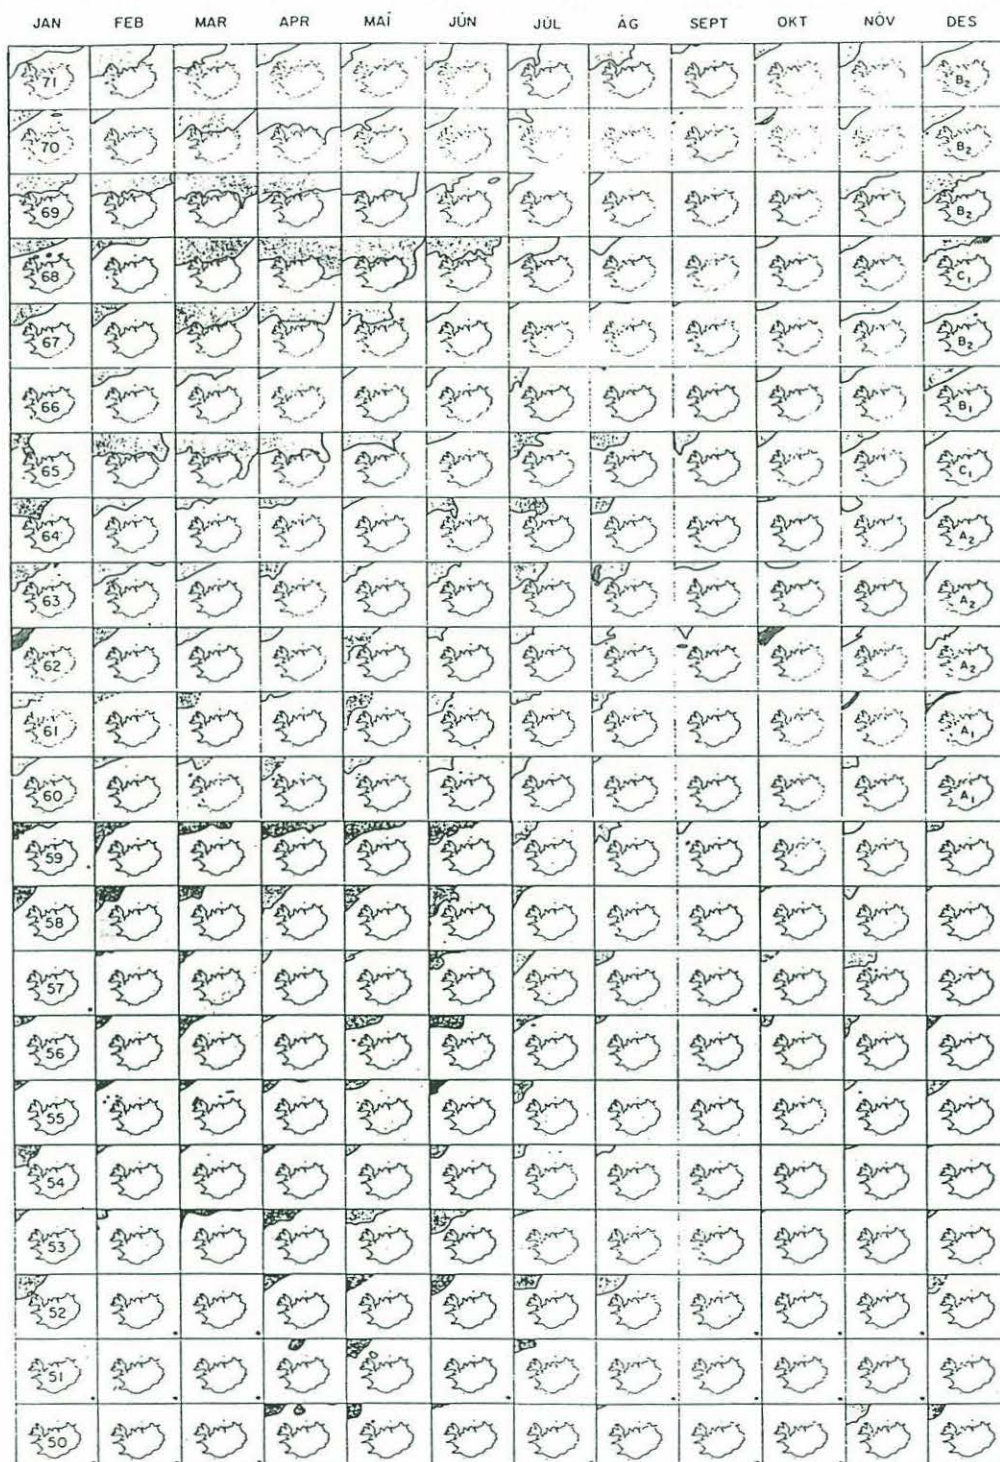 JAN FEB MAR APR MAÍ JÚN JÚL ÁG SEPT OKT NÓV DES
71 B2
70 B2
69 B2
68 C1
67 B2
66 B1
65 C1
64 A2
63 A2
62 A2
61 A1
60 A1
59
58
57
56
55
54
53
52
51
50